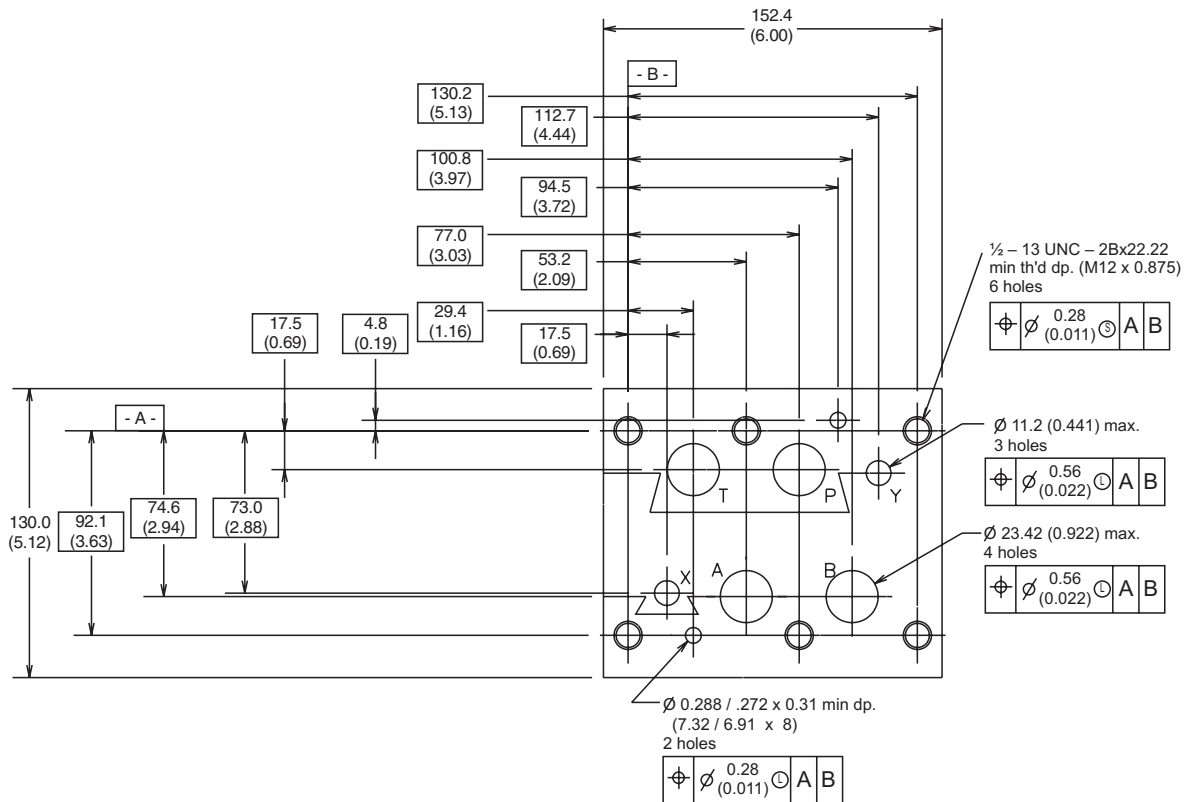 152.4
(6.00)
- B -
130.2
(5.13)
112.7
(4.44)
100.8
(3.97)
94.5
(3.72)
77.0
(3.03)
53.2
(2.09)
29.4
(1.16)
17.5
(0.69)
17.5
(0.69)
4.8
(0.19)
½ – 13 UNC – 2Bx22.22
min th'd dp. (M12 x 0.875)
6 holes
⌖ Ø 0.28 (0.011) Ⓢ A B
- A -
Ø 11.2 (0.441) max.
3 holes
⌖ Ø 0.56 (0.022) Ⓛ A B
T
P
Y
130.0
(5.12)
92.1
(3.63)
74.6
(2.94)
73.0
(2.88)
Ø 23.42 (0.922) max.
4 holes
⌖ Ø 0.56 (0.022) Ⓛ A B
X
A
B
Ø 0.288 / .272 x 0.31 min dp.
(7.32 / 6.91 x 8)
2 holes
⌖ Ø 0.28 (0.011) Ⓛ A B